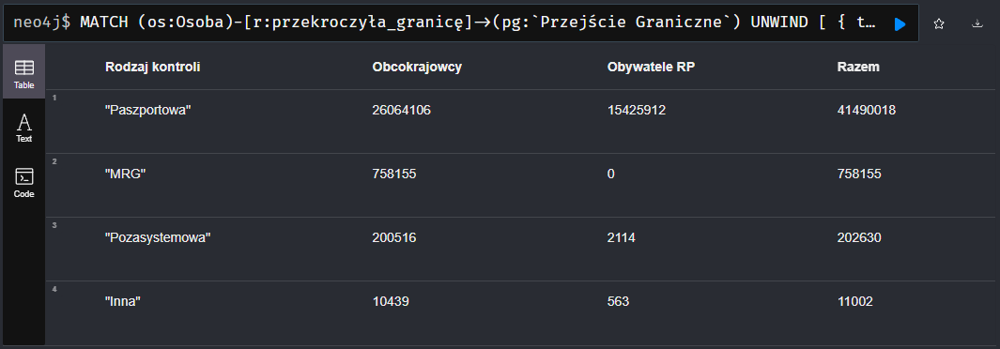 neo4j$ MATCH (os:Osoba)-[r:przekroczyła_granicę]→(pg:`Przejście Graniczne`) UNWIND [ { t…
Table
Text
Code
Rodzaj kontroli Obcokrajowcy Obywatele RP Razem
1 "Paszportowa" 26064106 15425912 41490018
2 "MRG" 758155 0 758155
3 "Pozasystemowa" 200516 2114 202630
4 "Inna" 10439 563 11002